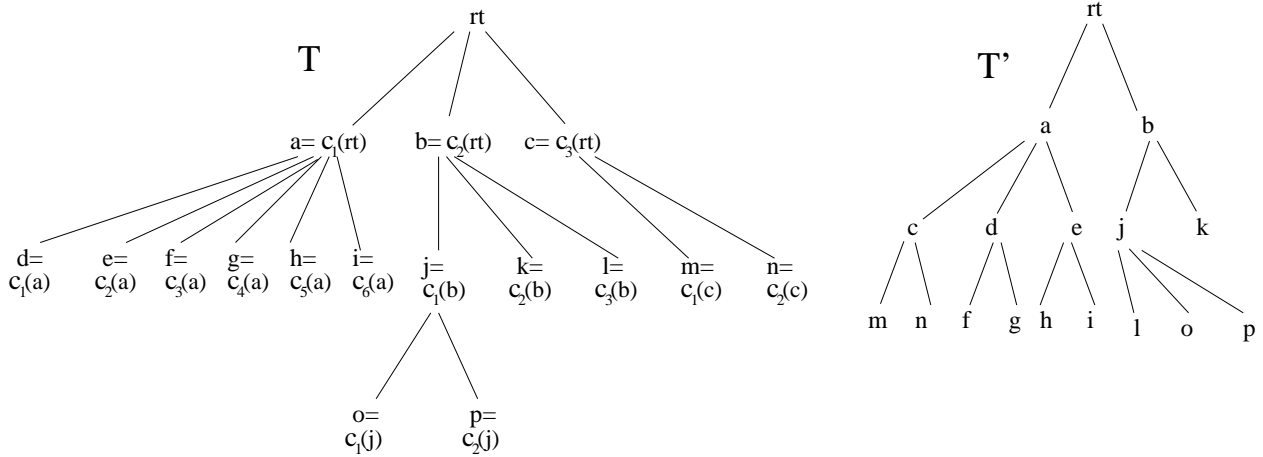 rt
T
a= c₁(rt) b= c₂(rt) c= c₃(rt)
d= e= f= g= h= i= j= k= l= m= n=
c₁(a) c₂(a) c₃(a) c₄(a) c₅(a) c₆(a) c₁(b) c₂(b) c₃(b) c₁(c) c₂(c)
o= p=
c₁(j) c₂(j)
rt
T’
a b
c d e j k
m n f g h i l o p